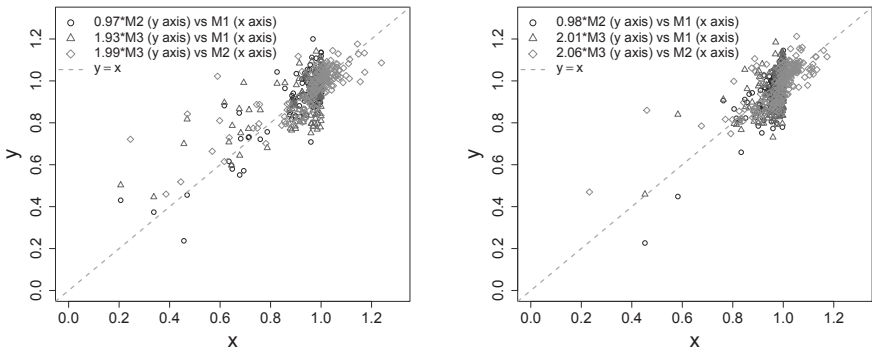 0.97*M2 (y axis) vs M1 (x axis)
1.93*M3 (y axis) vs M1 (x axis)
1.99*M3 (y axis) vs M2 (x axis)
y = x
y
0.0 0.2 0.4 0.6 0.8 1.0 1.2
0.0 0.2 0.4 0.6 0.8 1.0 1.2
x
0.98*M2 (y axis) vs M1 (x axis)
2.01*M3 (y axis) vs M1 (x axis)
2.06*M3 (y axis) vs M2 (x axis)
y = x
y
0.0 0.2 0.4 0.6 0.8 1.0 1.2
0.0 0.2 0.4 0.6 0.8 1.0 1.2
x